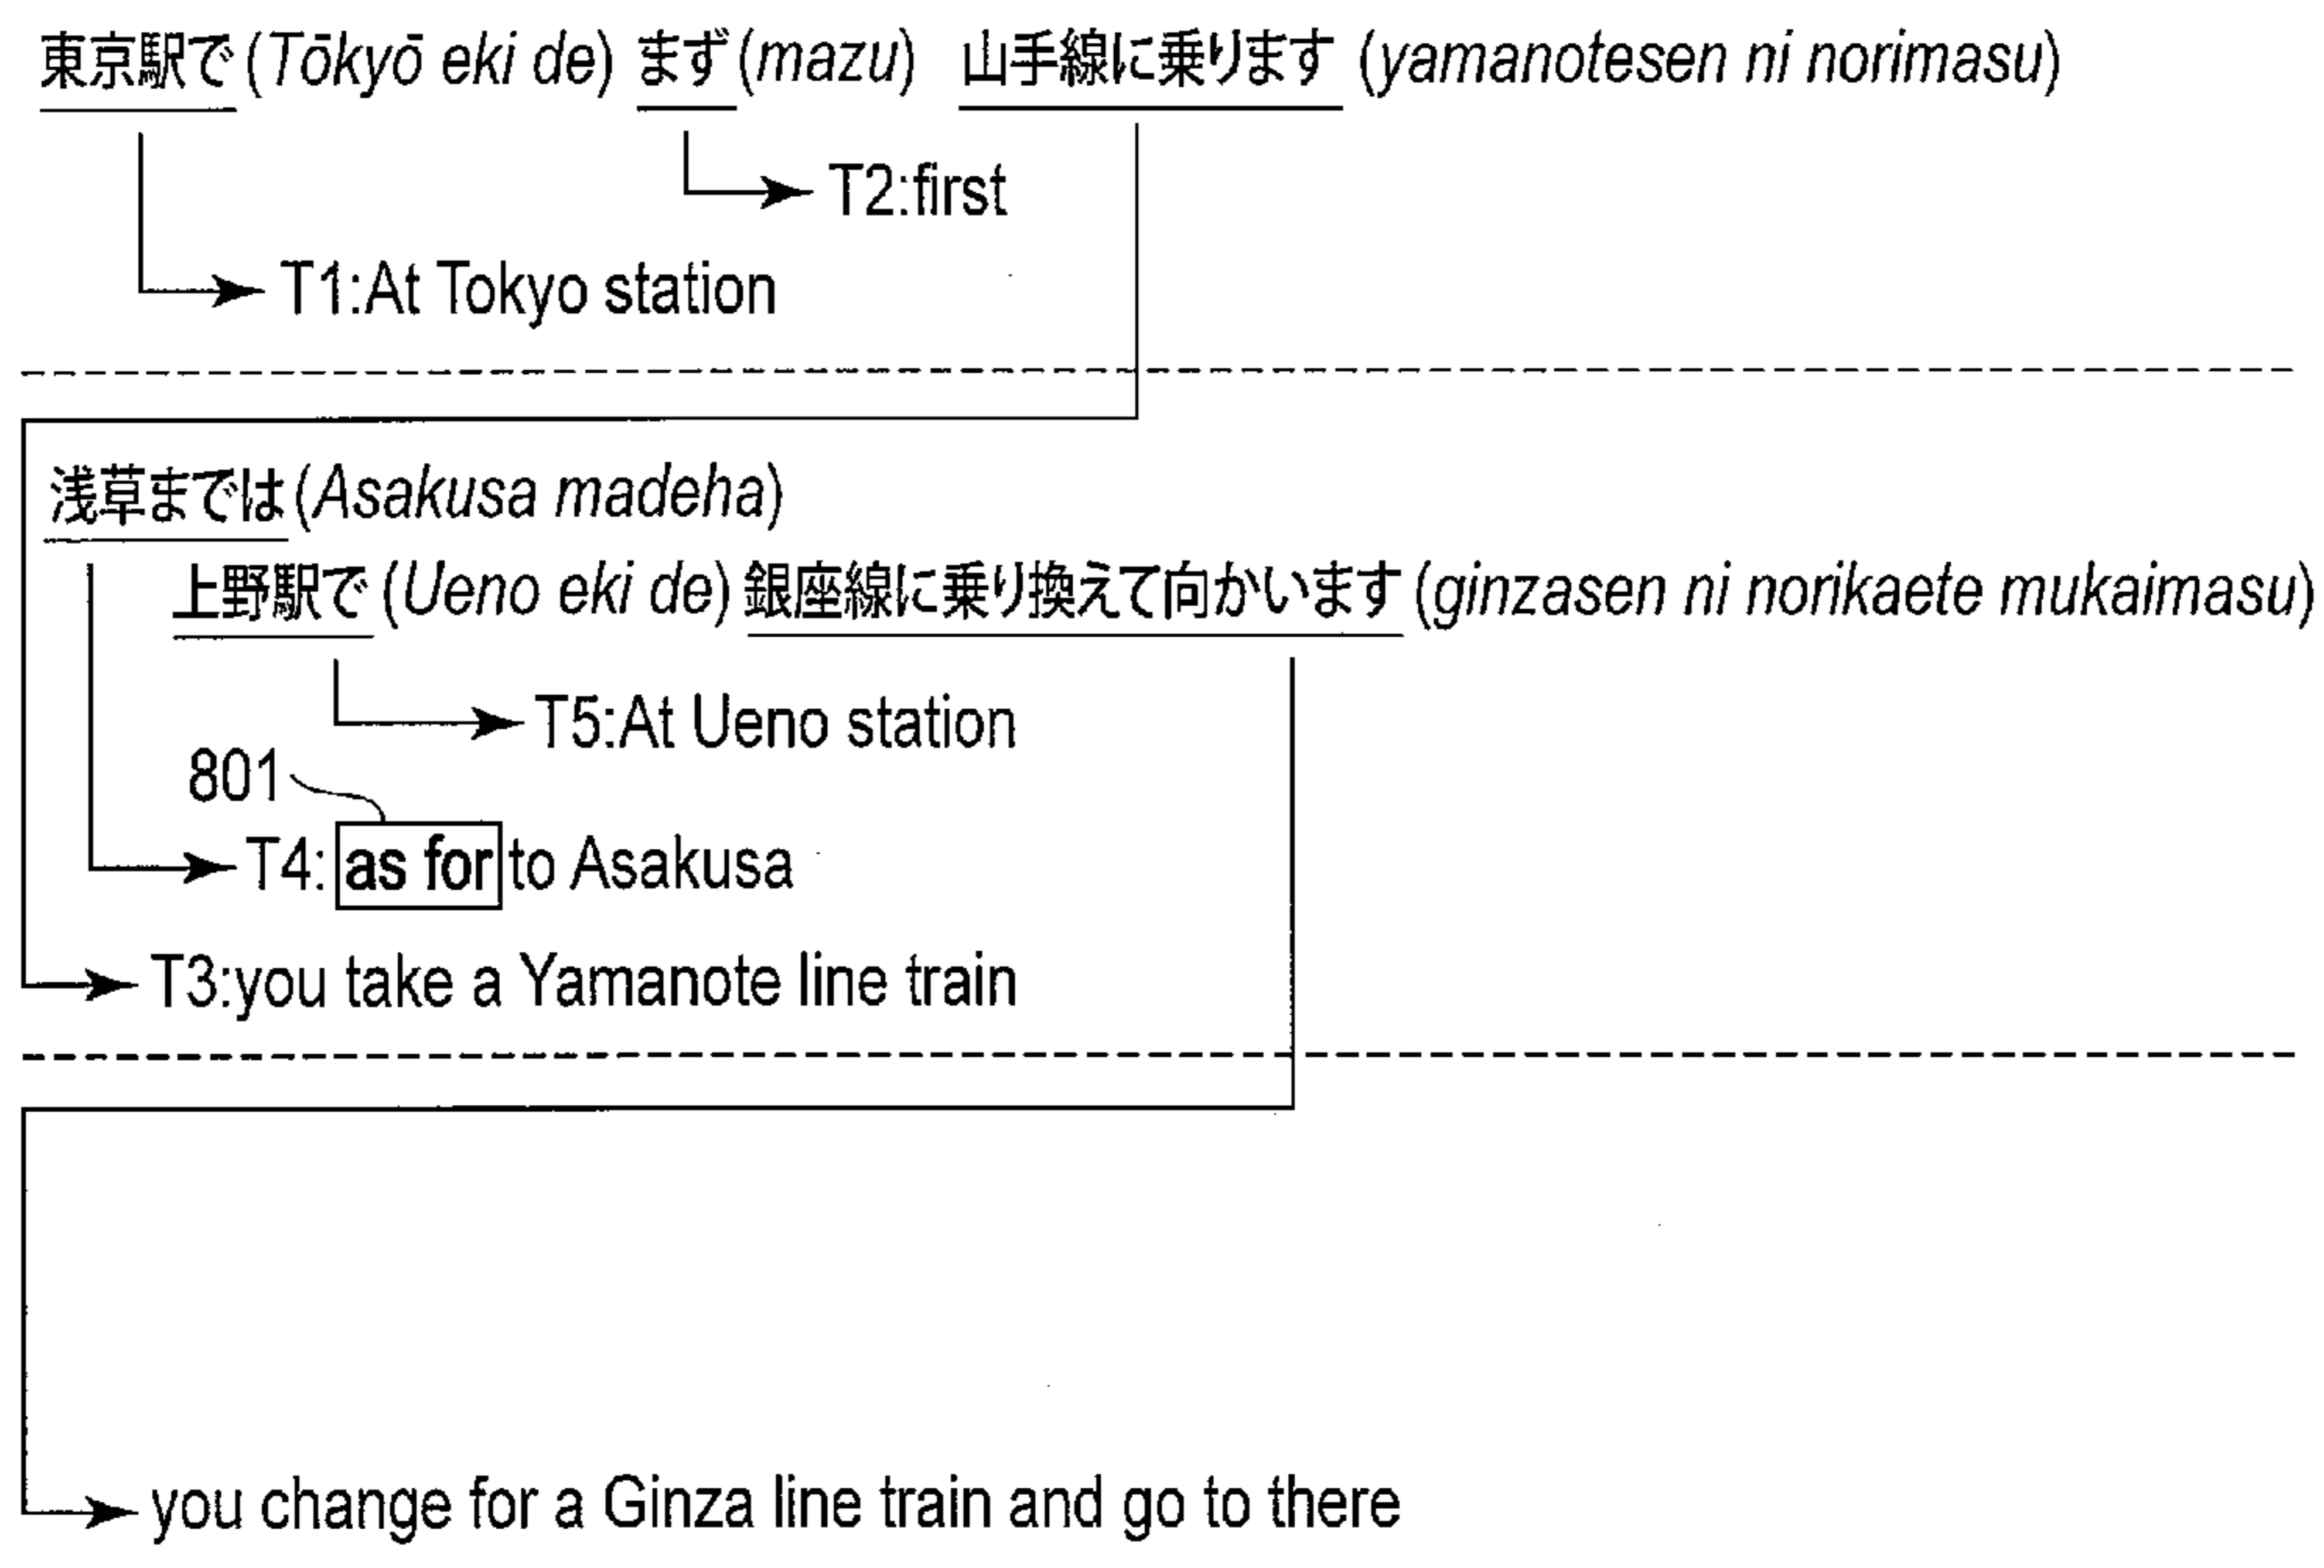 東京駅で(Tōkyō eki de) まず(mazu) 山手線に乗ります (yamanotesen ni norimasu)
T2:first
T1:At Tokyo station
浅草までは(Asakusa madeha)
上野駅で(Ueno eki de) 銀座線に乗り換えて向かいます(ginzasen ni norikaete mukaimasu)
T5:At Ueno station
801
T4: as for to Asakusa
T3:you take a Yamanote line train
you change for a Ginza line train and go to there